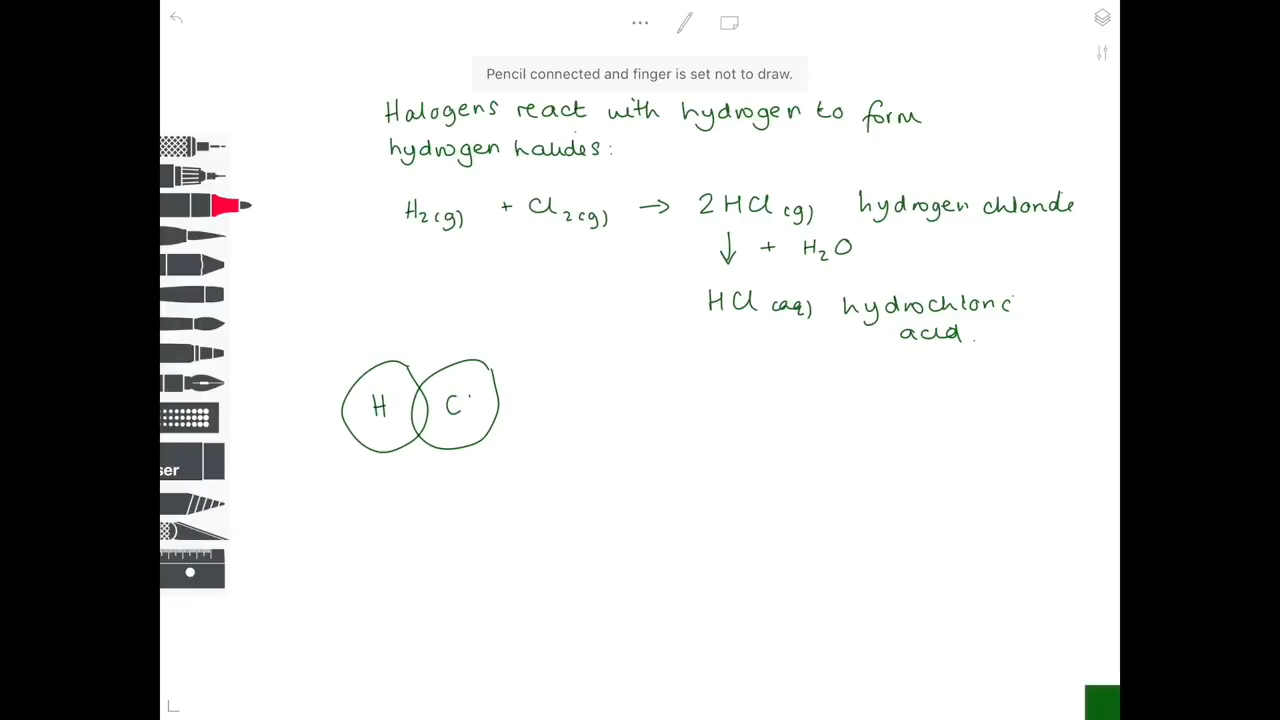 Pencil connected and finger is set not to draw.
Halogens react with hydrogen to form
hydrogen halides:
H2(g) + Cl2(g) → 2HCl(g) hydrogen chloride
↓ + H2O
HCl(aq) hydrochloric
acid.
H C
ser